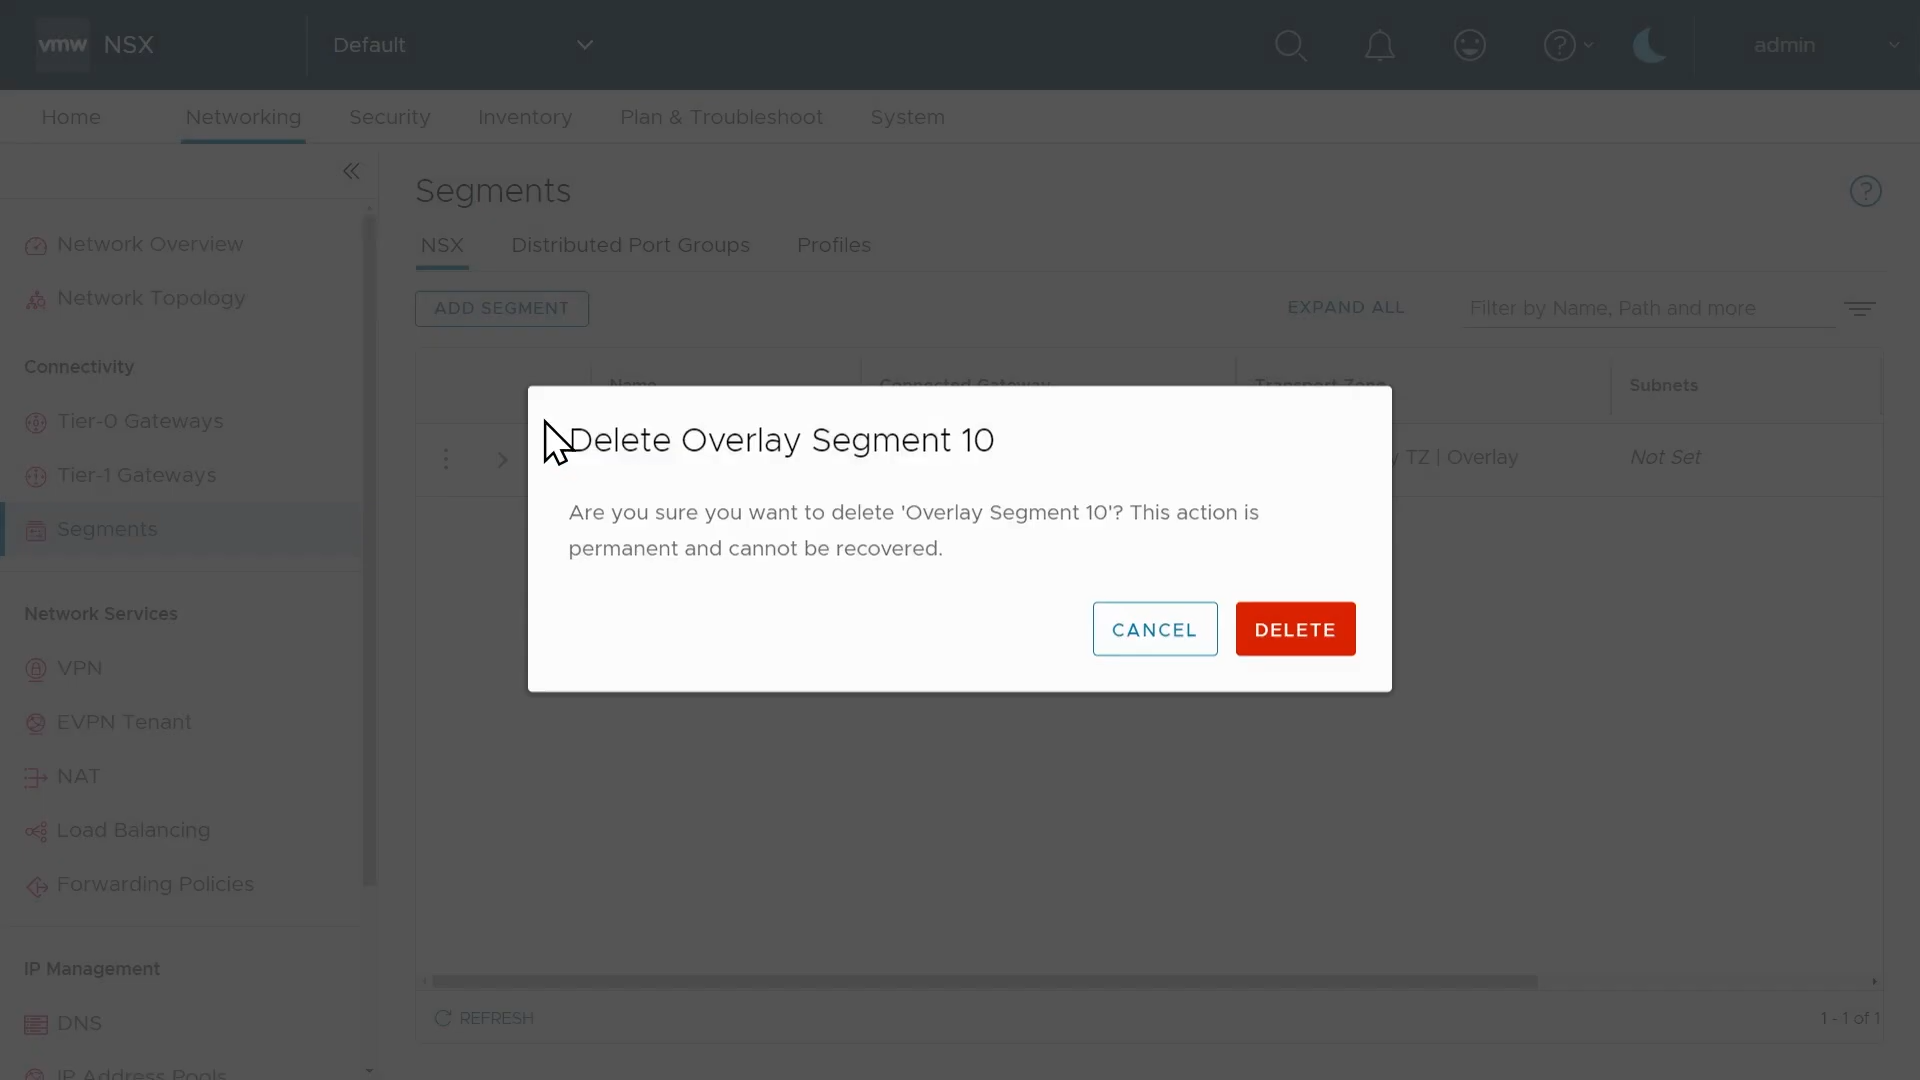 vmw NSX Default admin
Home Networking Security Inventory Plan & Troubleshoot System
Network Overview
Network Topology
Connectivity
Tier-0 Gateways
Tier-1 Gateways
Segments
Network Services
VPN
EVPN Tenant
NAT
Load Balancing
Forwarding Policies
IP Management
DNS
IP Address Pools
Segments
NSX Distributed Port Groups Profiles
ADD SEGMENT EXPAND ALL Filter by Name, Path and more
Name Connected Gateway Transport Zone Subnets
TZ | Overlay Not Set
Delete Overlay Segment 10
Are you sure you want to delete 'Overlay Segment 10'? This action is
permanent and cannot be recovered.
CANCEL DELETE
REFRESH 1 - 1 of 1